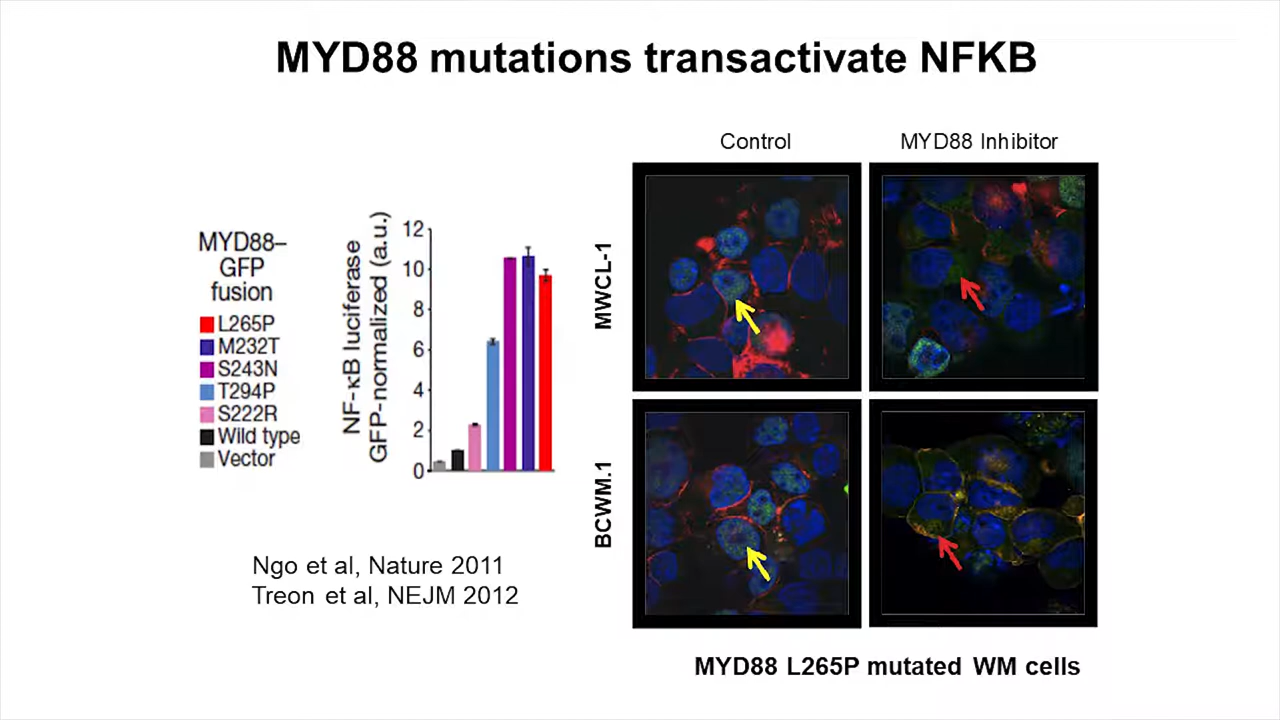 MYD88 mutations transactivate NFKB
Control
MYD88 Inhibitor
MYD88–
GFP
fusion
L265P
M232T
S243N
T294P
S222R
Wild type
Vector
NF-κB luciferase
GFP-normalized (a.u.)
12
10
8
6
4
2
0
MWCL-1
BCWM.1
Ngo et al, Nature 2011
Treon et al, NEJM 2012
MYD88 L265P mutated WM cells